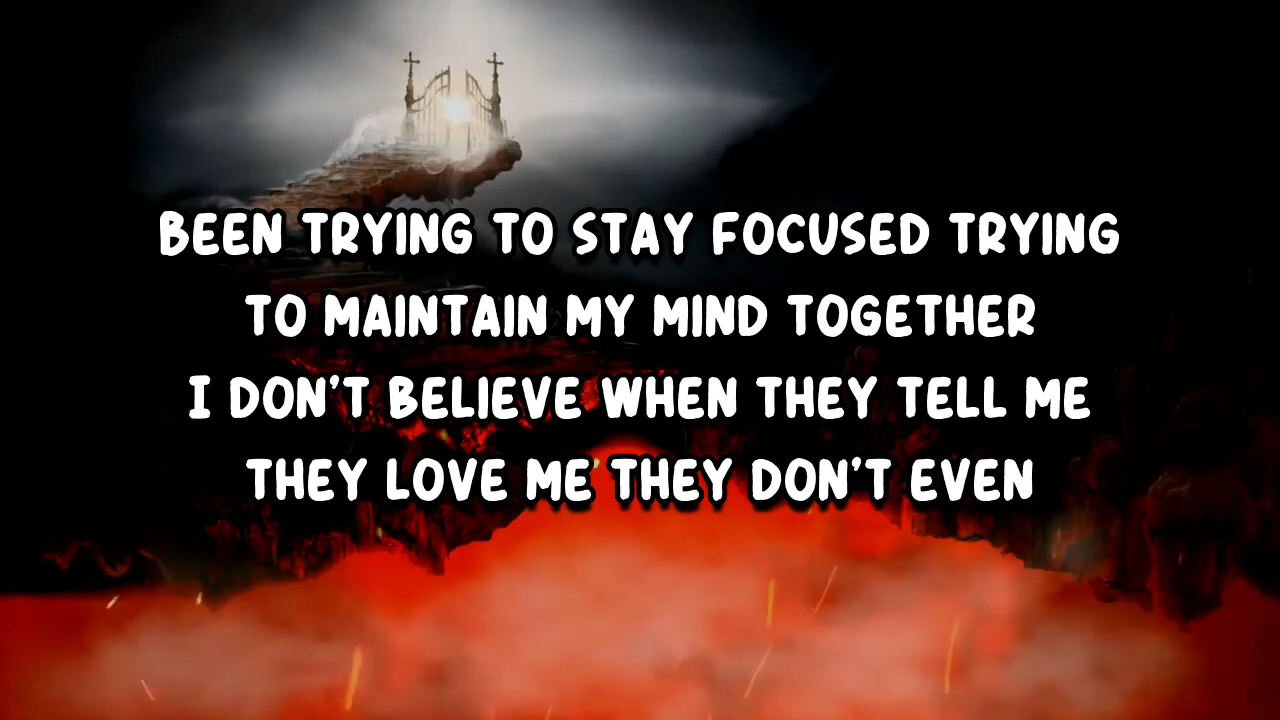 BEEN TRYING TO STAY FOCUSED TRYING
TO MAINTAIN MY MIND TOGETHER
I DON'T BELIEVE WHEN THEY TELL ME
THEY LOVE ME THEY DON'T EVEN